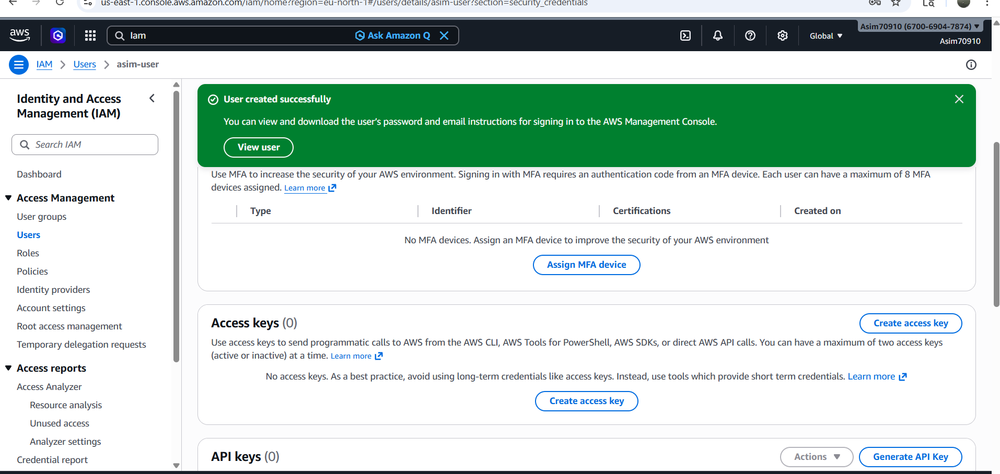 us-east-1.console.aws.amazon.com/iam/home?region=eu-north-1#/users/details/asim-user?section=security_credentials
aws
Iam
Ask Amazon Q
Global
Asim70910 (6700-6904-7874)
Asim70910
IAM
Users
asim-user
Identity and Access
Management (IAM)
Search IAM
Dashboard
Access Management
User groups
Users
Roles
Policies
Identity providers
Account settings
Root access management
Temporary delegation requests
Access reports
Access Analyzer
Resource analysis
Unused access
Analyzer settings
Credential report
User created successfully
You can view and download the user's password and email instructions for signing in to the AWS Management Console.
View user
Use MFA to increase the security of your AWS environment. Signing in with MFA requires an authentication code from an MFA device. Each user can have a maximum of 8 MFA
devices assigned. Learn more
Type
Identifier
Certifications
Created on
No MFA devices. Assign an MFA device to improve the security of your AWS environment
Assign MFA device
Access keys (0)
Create access key
Use access keys to send programmatic calls to AWS from the AWS CLI, AWS Tools for PowerShell, AWS SDKs, or direct AWS API calls. You can have a maximum of two access keys
(active or inactive) at a time. Learn more
No access keys. As a best practice, avoid using long-term credentials like access keys. Instead, use tools which provide short term credentials. Learn more
Create access key
API keys (0)
Actions
Generate API Key